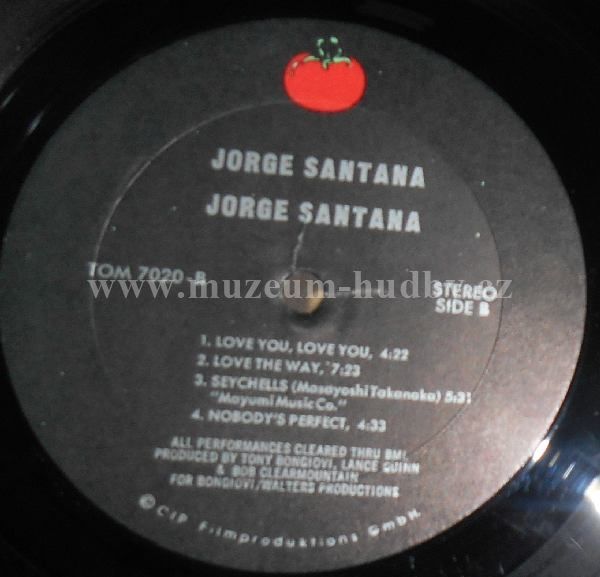 JORGE SANTANA
JORGE SANTANA
TOM 7020-B
www.muzeum-hudby.cz
STEREO
SIDE B
1. LOVE YOU, LOVE YOU, 4:22
2. LOVE THE WAY, 7:23
3. SEYCHELLS (Masayoshi Takanaka) 5:31
"Mayumi Music Co."
4. NOBODY'S PERFECT, 4:33
ALL PERFORMANCES CLEARED THRU BMI.
PRODUCED BY TONY BONGIOVI, LANCE QUINN
& BOB CLEARMOUNTAIN
FOR BONGIOVI/WALTERS PRODUCTIONS
©CIP Filmproduktions GmbH.